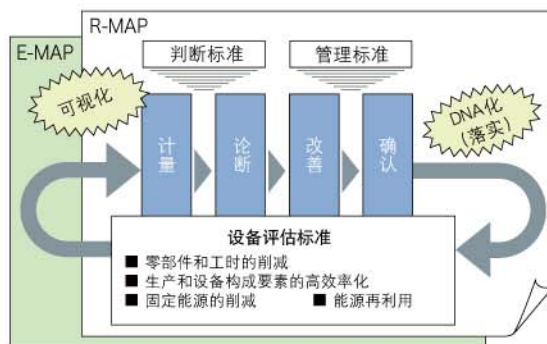 R-MAP
E-MAP
判断标准
管理标准
可视化
DNA化
(落实)
计量
论断
改善
确认
设备评估标准
■ 零部件和工时的削减
■ 生产和设备构成要素的高效率化
■ 固定能源的削减 ■ 能源再利用